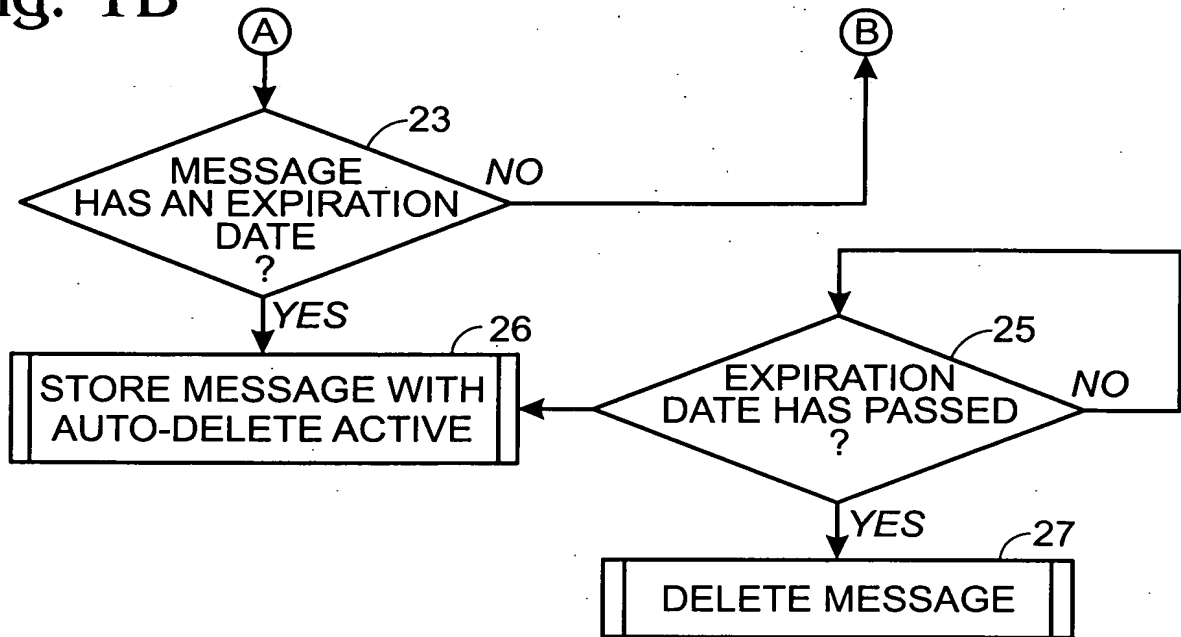 Fig. 1B
A
B
23
MESSAGE
HAS AN EXPIRATION
DATE
?
NO
YES
26
STORE MESSAGE WITH
AUTO-DELETE ACTIVE
25
EXPIRATION
DATE HAS PASSED
?
NO
YES
27
DELETE MESSAGE